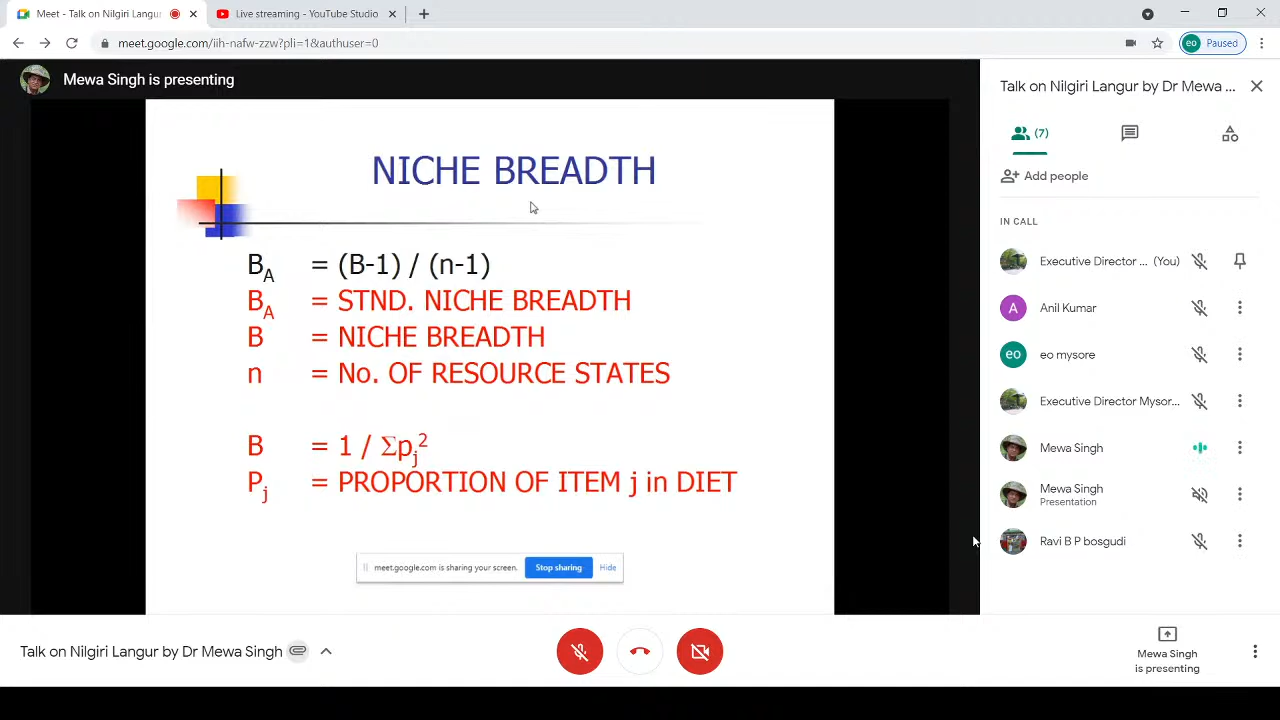 Meet - Talk on Nilgiri Langur
Live streaming - YouTube Studio
meet.google.com/iih-nafw-zzw?pli=1&authuser=0
eo Paused
Mewa Singh is presenting
Talk on Nilgiri Langur by Dr Mewa ...
(7)
Add people
IN CALL
Executive Director ... (You)
A Anil Kumar
eo eo mysore
Executive Director Mysor...
Mewa Singh
Mewa Singh
Presentation
Ravi B P bosgudi
NICHE BREADTH
BA = (B-1) / (n-1)
BA = STND. NICHE BREADTH
B = NICHE BREADTH
n = No. OF RESOURCE STATES
B = 1 / Σpj²
Pj = PROPORTION OF ITEM j in DIET
meet.google.com is sharing your screen. Stop sharing Hide
Talk on Nilgiri Langur by Dr Mewa Singh
Mewa Singh
is presenting